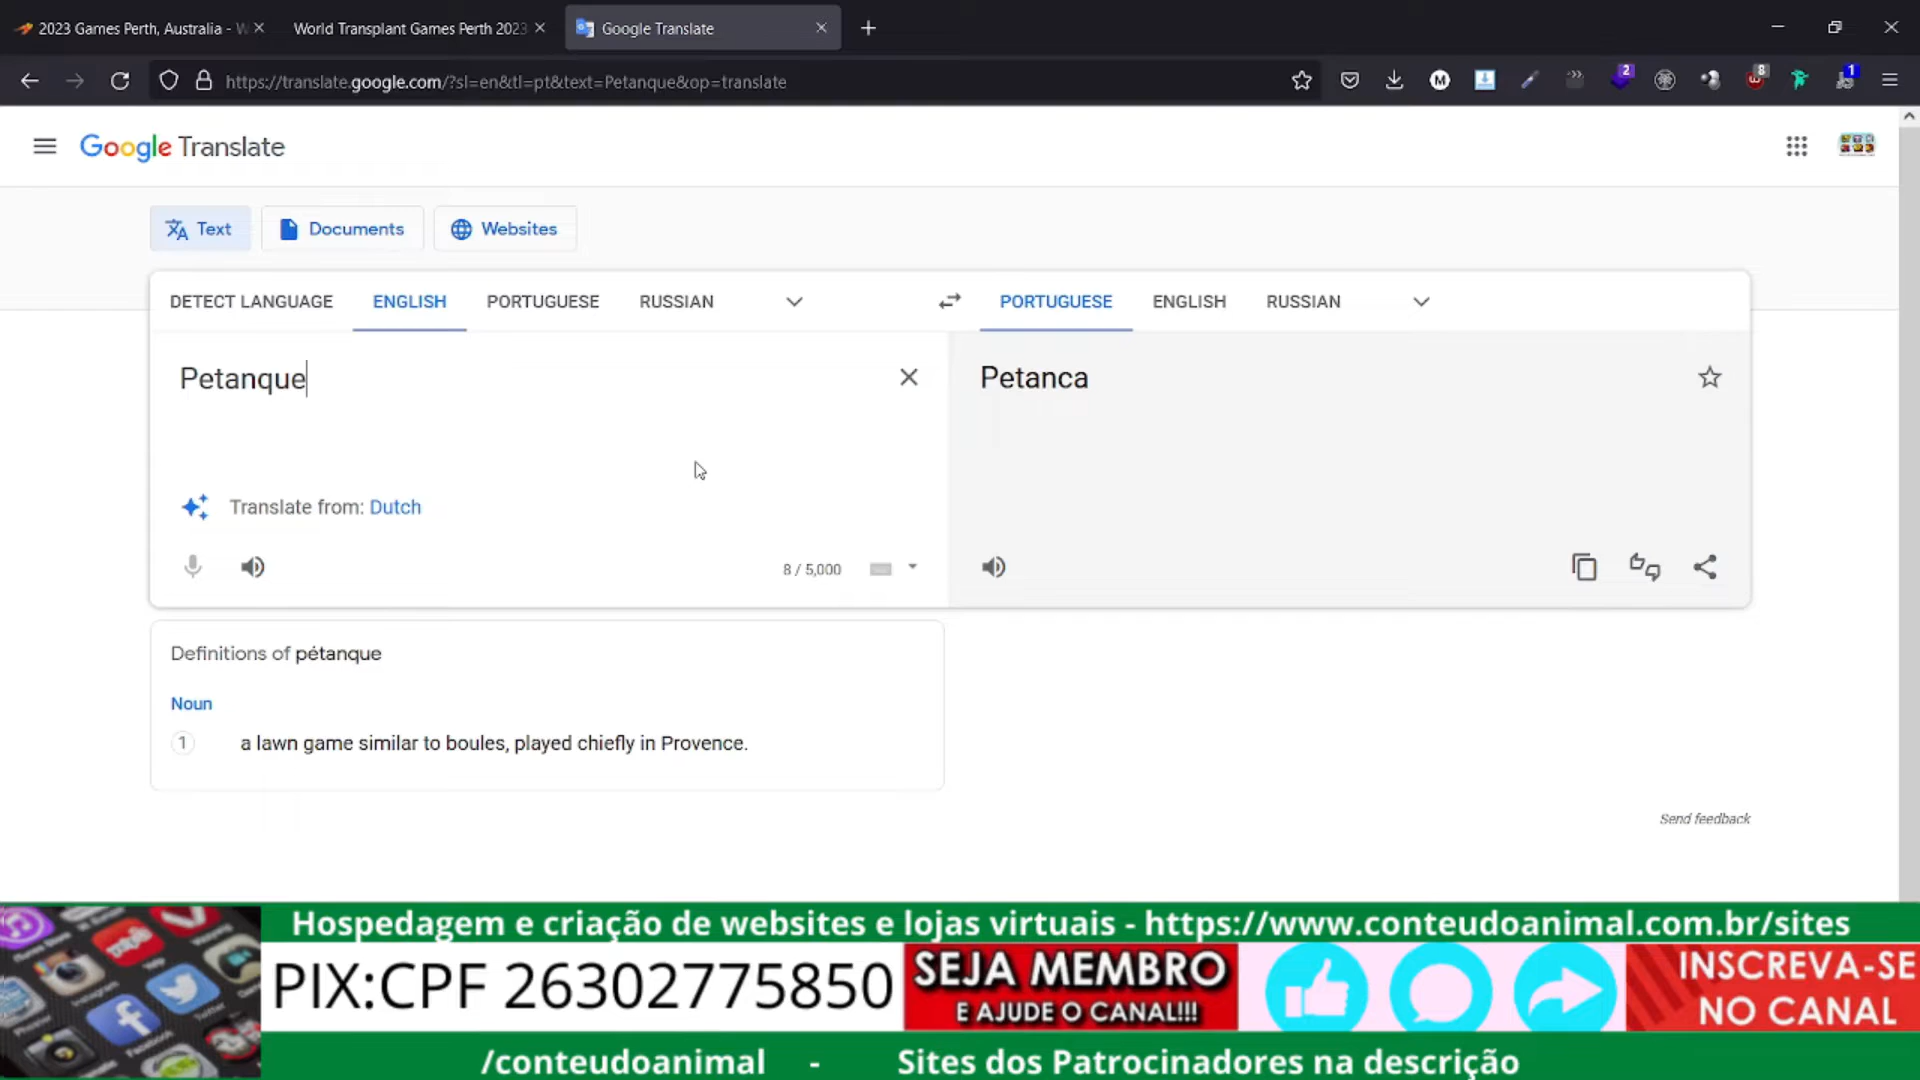 2023 Games Perth, Australia - W
World Transplant Games Perth 2023
Google Translate
https://translate.google.com/?sl=en&tl=pt&text=Petanque&op=translate
M
2
8
1
Google Translate
Text
Documents
Websites
DETECT LANGUAGE
ENGLISH
PORTUGUESE
RUSSIAN
PORTUGUESE
ENGLISH
RUSSIAN
Petanque
Petanca
Translate from: Dutch
8 / 5,000
Definitions of pétanque
Noun
1
a lawn game similar to boules, played chiefly in Provence.
Send feedback
Hospedagem e criação de websites e lojas virtuais - https://www.conteudoanimal.com.br/sites
PIX:CPF 26302775850
SEJA MEMBRO
E AJUDE O CANAL!!!
INSCREVA-SE
NO CANAL
/conteudoanimal - Sites dos Patrocinadores na descrição